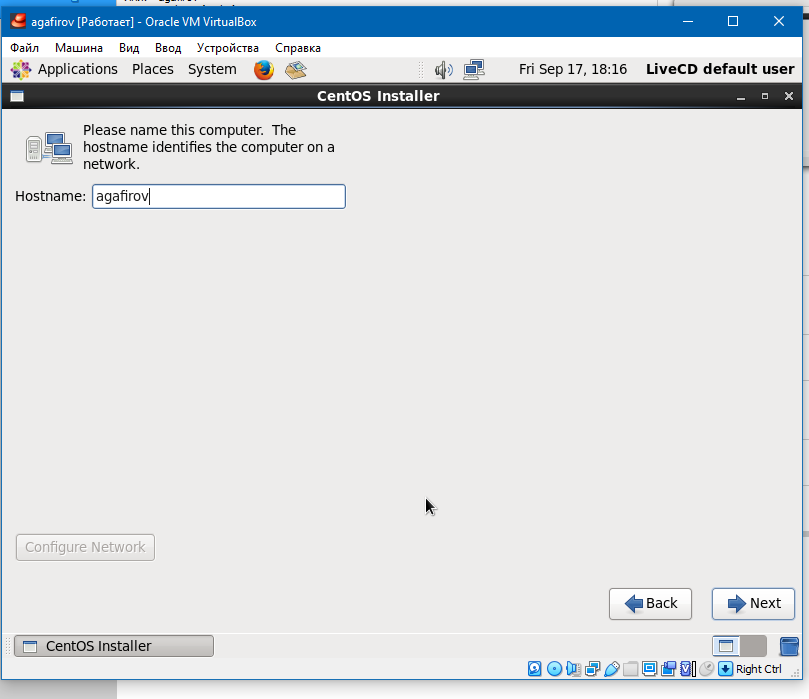 agafirov [Работает] - Oracle VM VirtualBox
Файл Машина Вид Ввод Устройства Справка
Applications Places System Fri Sep 17, 18:16 LiveCD default user
CentOS Installer
Please name this computer. The
hostname identifies the computer on a
network.
Hostname: agafirov
Configure Network
Back Next
CentOS Installer
Right Ctrl